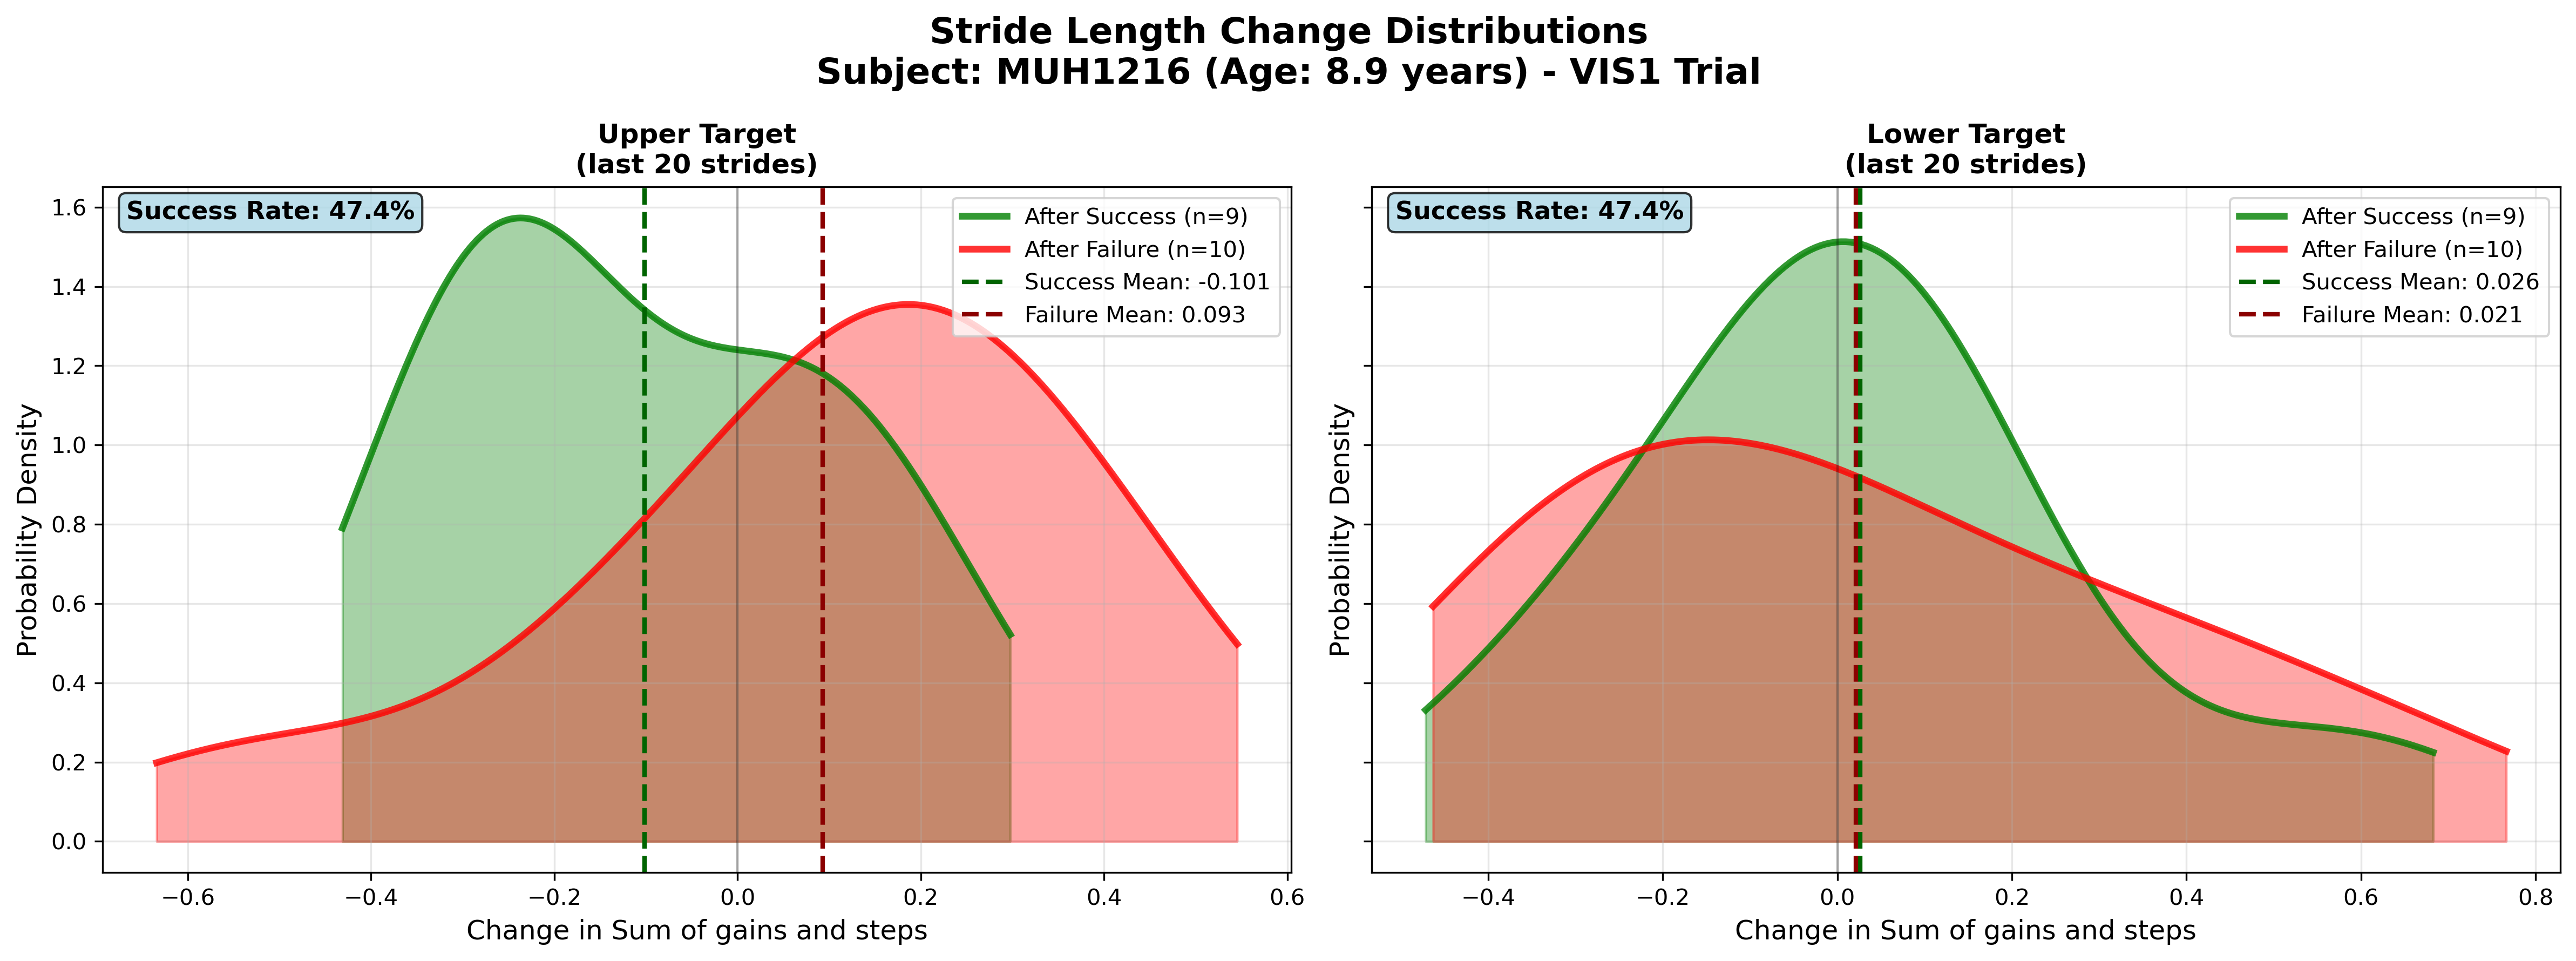 Stride Length Change Distributions
Subject: MUH1216 (Age: 8.9 years) - VIS1 Trial
Upper Target
(last 20 strides)
Success Rate: 47.4%
After Success (n=9)
After Failure (n=10)
Success Mean: -0.101
Failure Mean: 0.093
Probability Density
1.6
1.4
1.2
1.0
0.8
0.6
0.4
0.2
0.0
−0.6 −0.4 −0.2 0.0 0.2 0.4 0.6
Change in Sum of gains and steps
Lower Target
(last 20 strides)
Success Rate: 47.4%
After Success (n=9)
After Failure (n=10)
Success Mean: 0.026
Failure Mean: 0.021
Probability Density
−0.4 −0.2 0.0 0.2 0.4 0.6 0.8
Change in Sum of gains and steps